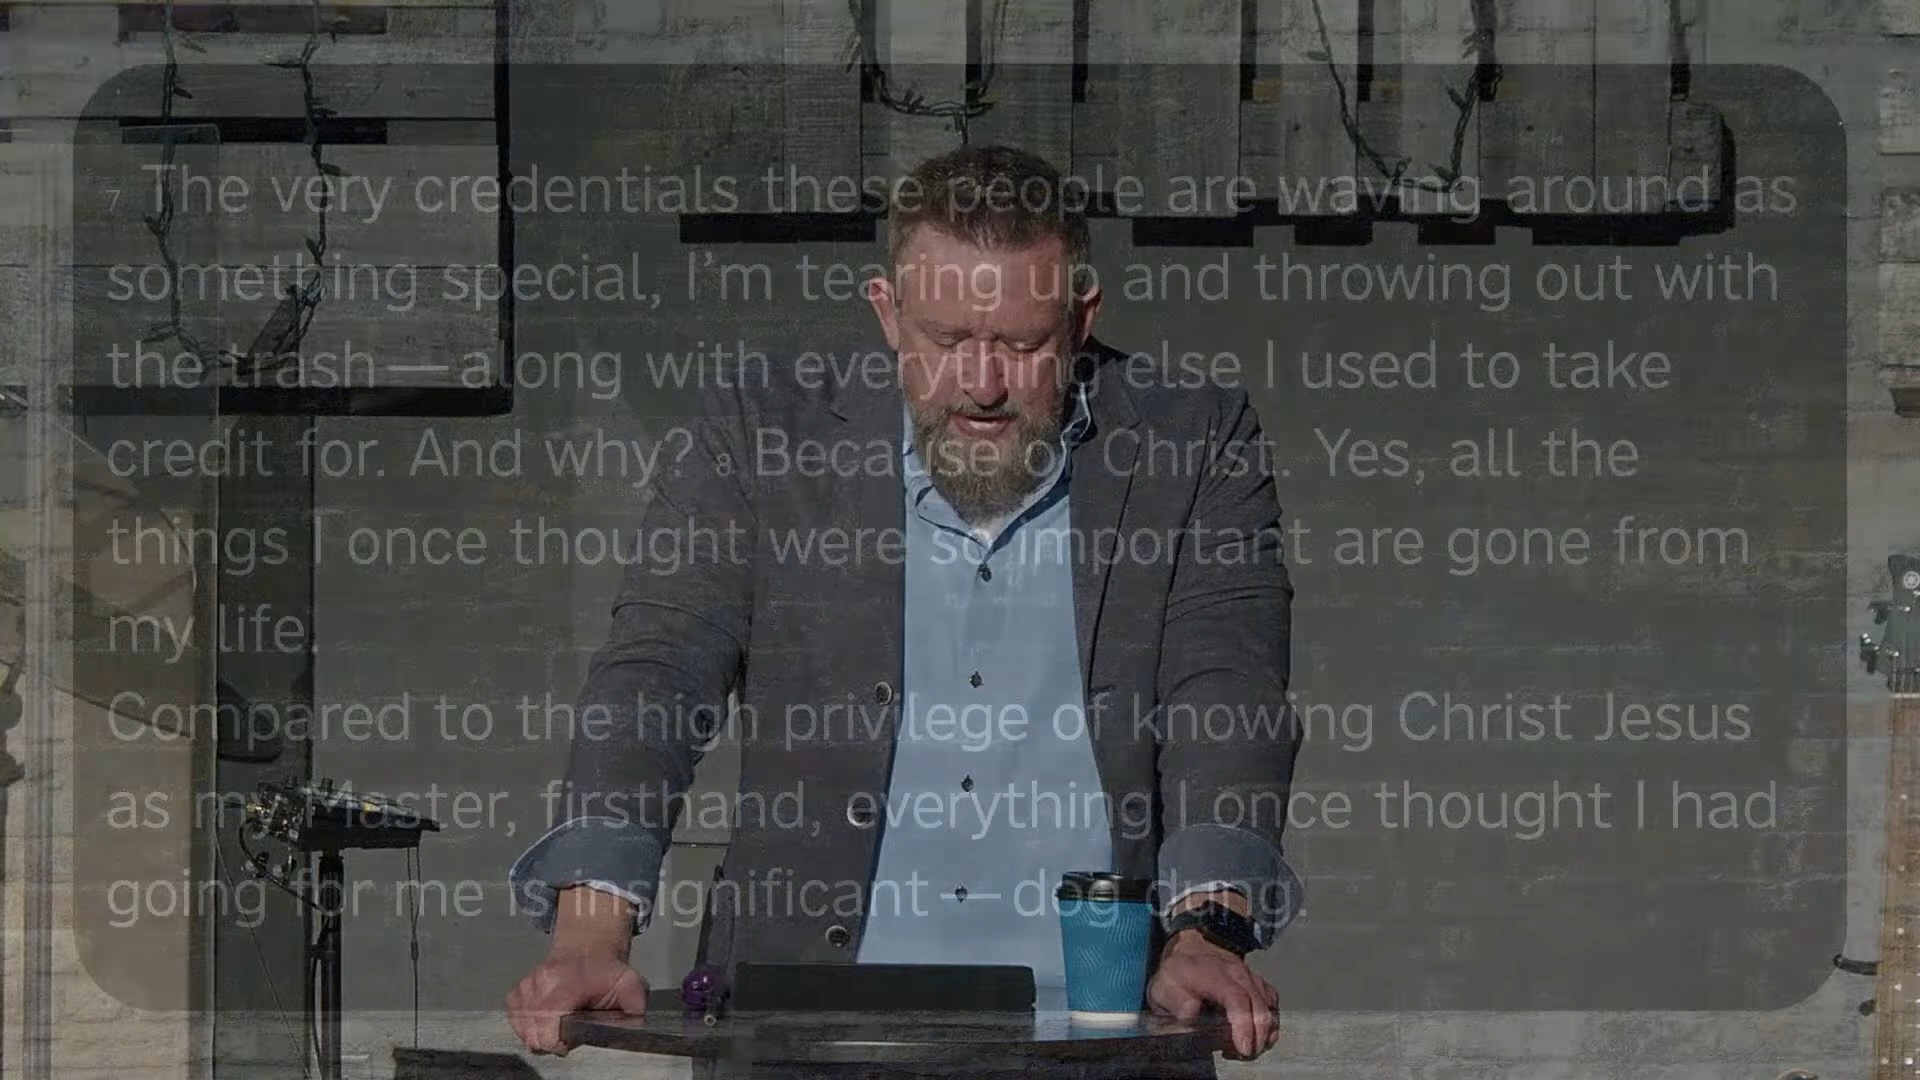 7 The very credentials these people are waving around as
something special, I’m tearing up and throwing out with
the trash—along with everything else I used to take
credit for. And why? 8 Because of Christ. Yes, all the
things I once thought were so important are gone from
my life.
Compared to the high privilege of knowing Christ Jesus
as my Master, firsthand, everything I once thought I had
going for me is insignificant—dog dung.